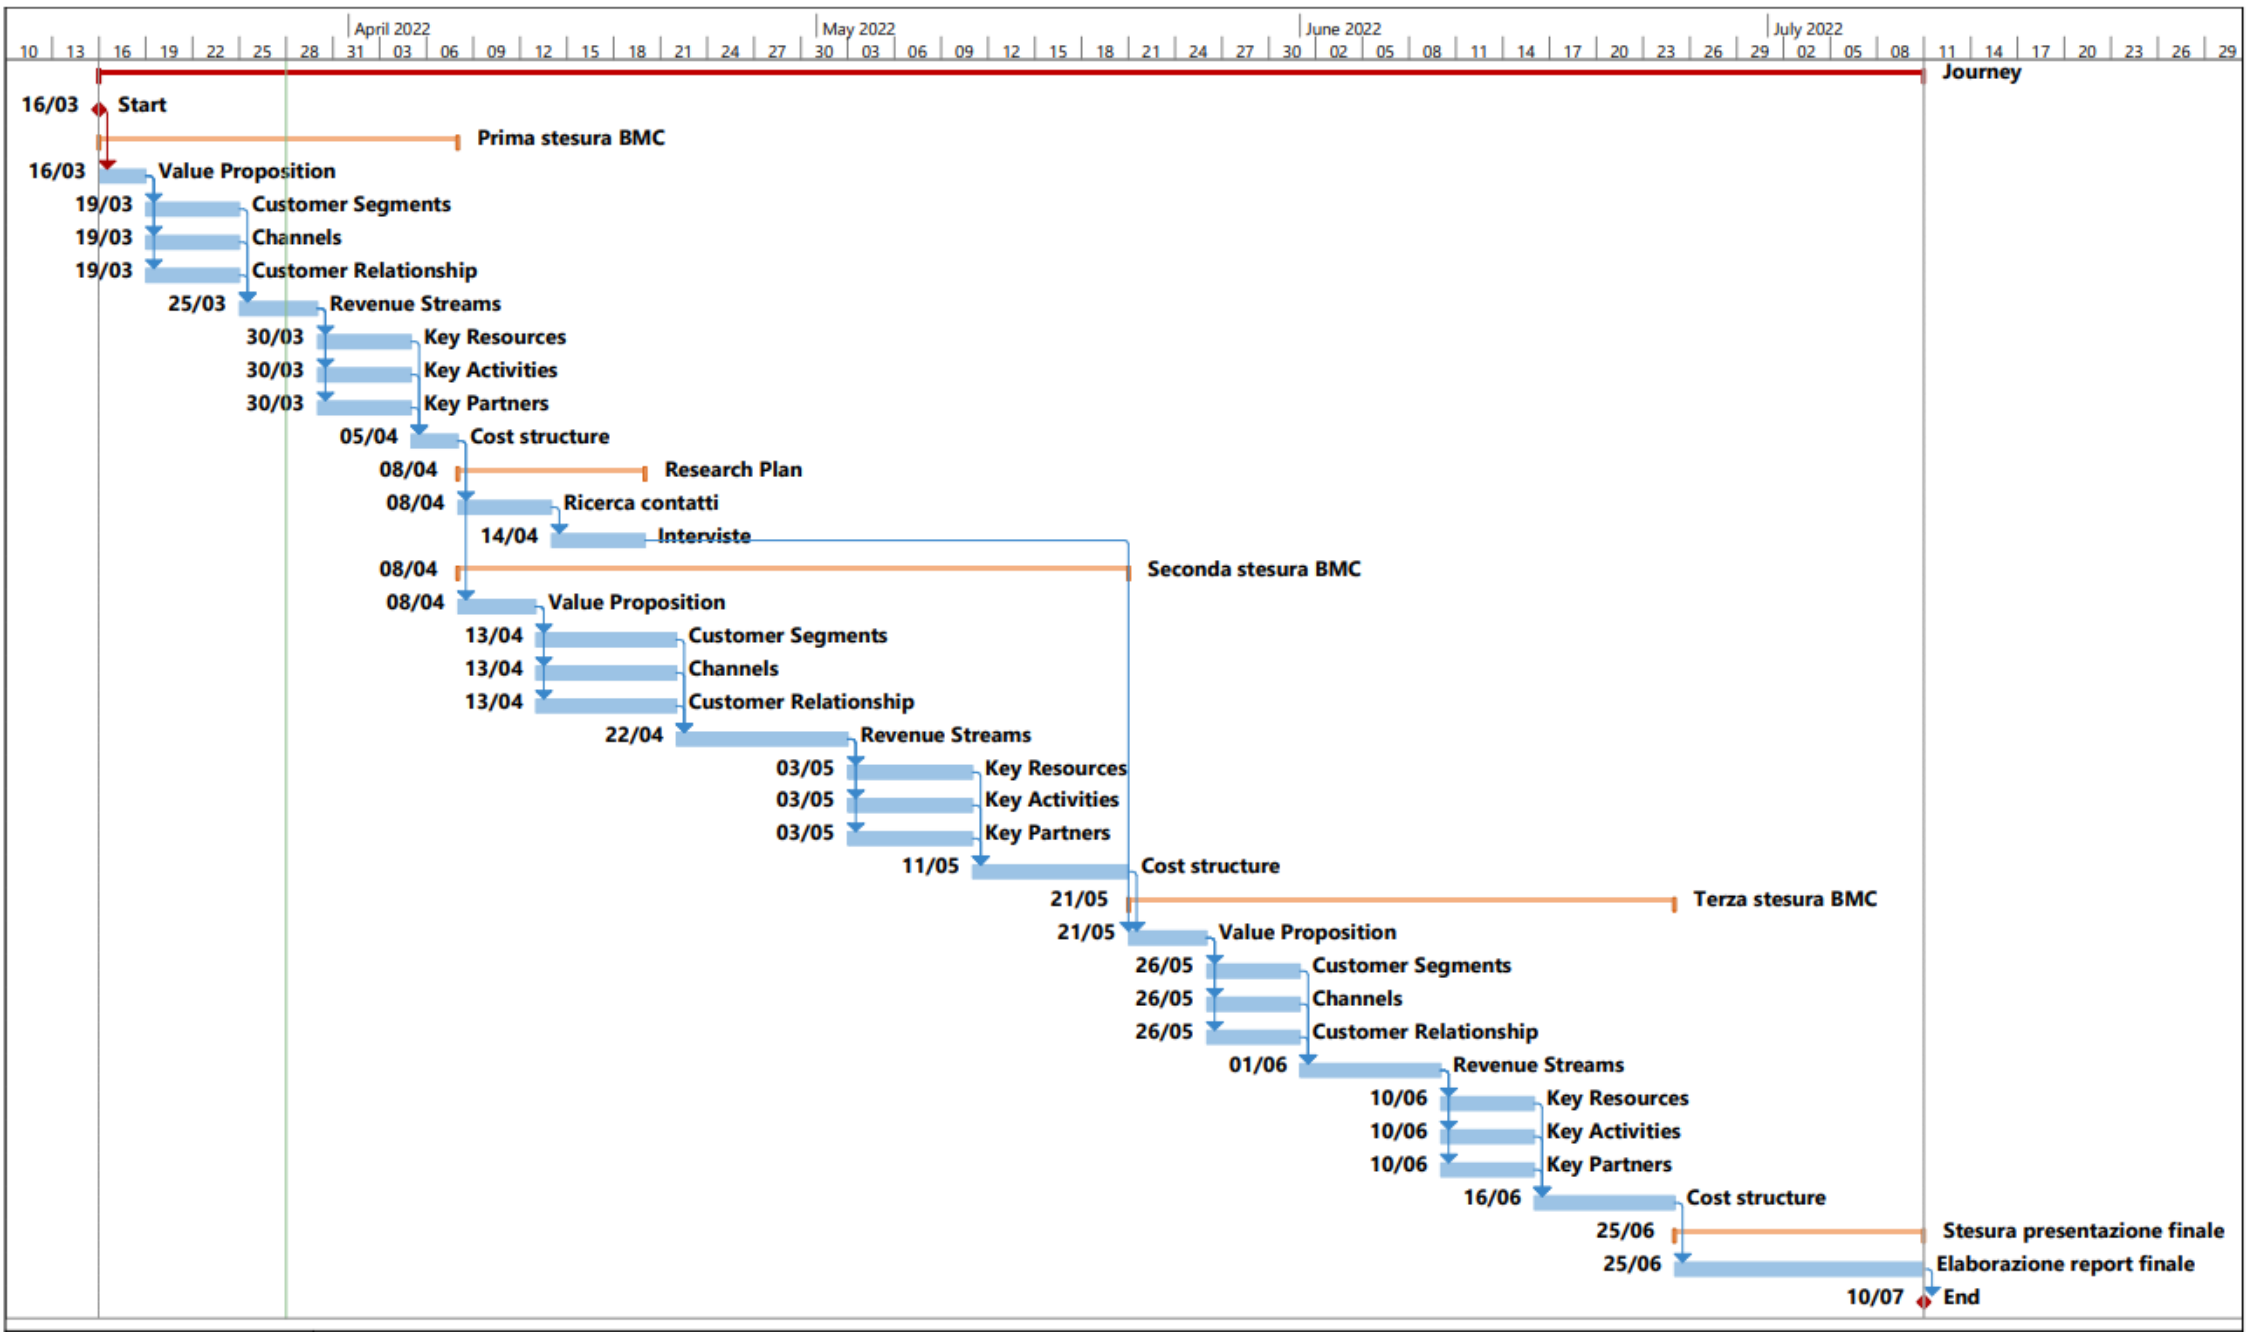 April 2022 May 2022 June 2022 July 2022
10 13 16 19 22 25 28 31 03 06 09 12 15 18 21 24 27 30 03 06 09 12 15 18 21 24 27 30 02 05 08 11 14 17 20 23 26 29 02 05 08 11 14 17 20 23 26 29
Journey
16/03 Start
Prima stesura BMC
16/03 Value Proposition
19/03 Customer Segments
19/03 Channels
19/03 Customer Relationship
25/03 Revenue Streams
30/03 Key Resources
30/03 Key Activities
30/03 Key Partners
05/04 Cost structure
08/04 Research Plan
08/04 Ricerca contatti
14/04 Interviste
08/04 Seconda stesura BMC
08/04 Value Proposition
13/04 Customer Segments
13/04 Channels
13/04 Customer Relationship
22/04 Revenue Streams
03/05 Key Resources
03/05 Key Activities
03/05 Key Partners
11/05 Cost structure
21/05 Terza stesura BMC
21/05 Value Proposition
26/05 Customer Segments
26/05 Channels
26/05 Customer Relationship
01/06 Revenue Streams
10/06 Key Resources
10/06 Key Activities
10/06 Key Partners
16/06 Cost structure
25/06 Stesura presentazione finale
25/06 Elaborazione report finale
10/07 End